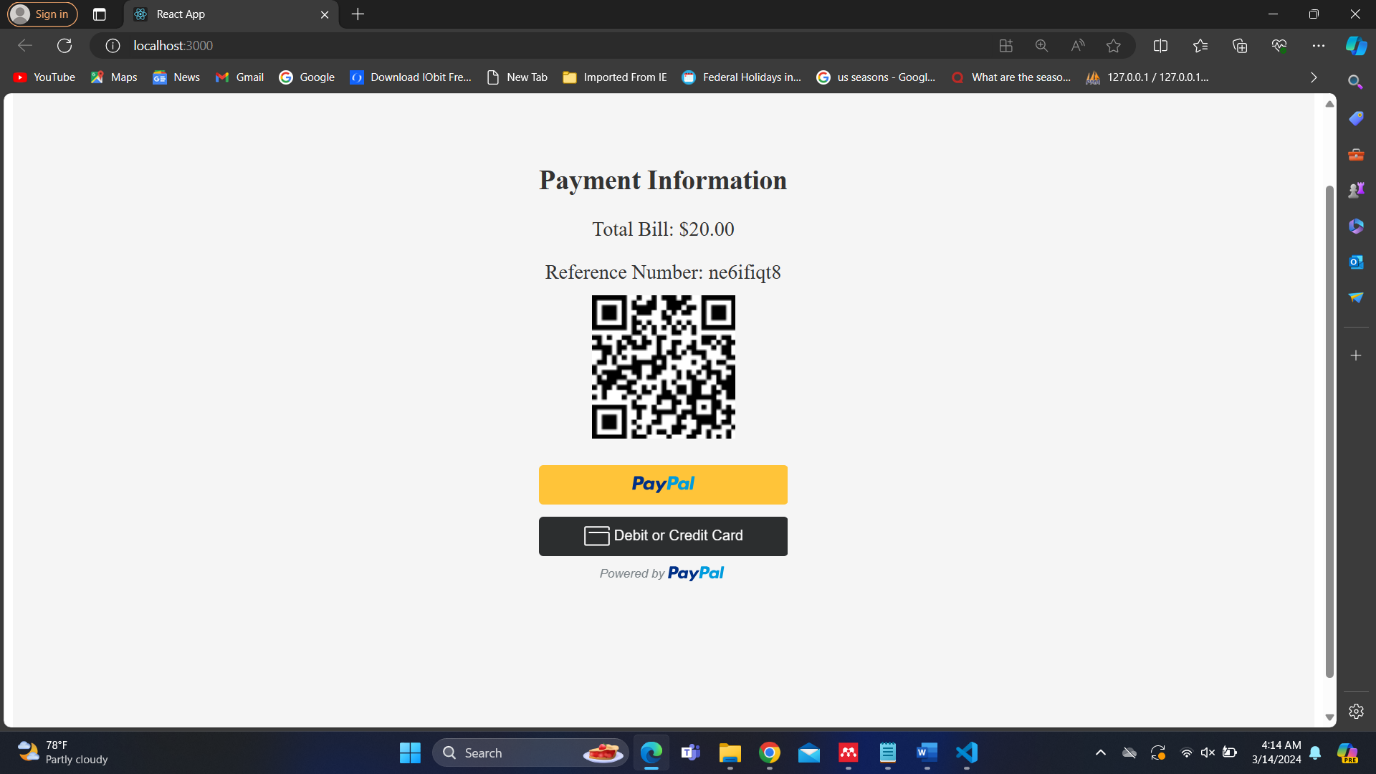 Sign in
React App
localhost:3000
YouTube
Maps
News
Gmail
Google
Download IObit Fre...
New Tab
Imported From IE
Federal Holidays in...
us seasons - Googl...
What are the seaso...
127.0.0.1 / 127.0.0.1...
Payment Information
Total Bill: $20.00
Reference Number: ne6ifiqt8
PayPal
Debit or Credit Card
Powered by PayPal
78°F
Partly cloudy
Search
4:14 AM
3/14/2024
PRE